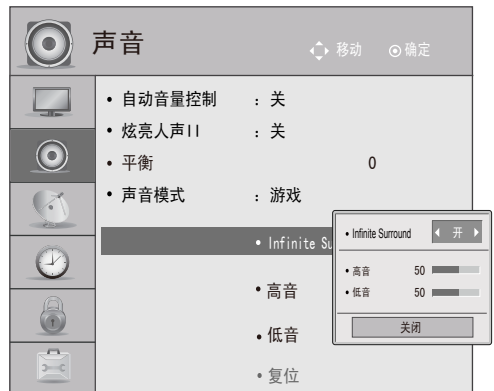 声音
移动 确定
• 自动音量控制 ：关
• 炫亮人声II ：关
• 平衡 0
• 声音模式 ：游戏
• Infinite Su
• 高音
• 低音
• 复位
• Infinite Surround 开
• 高音 50
• 低音 50
关闭